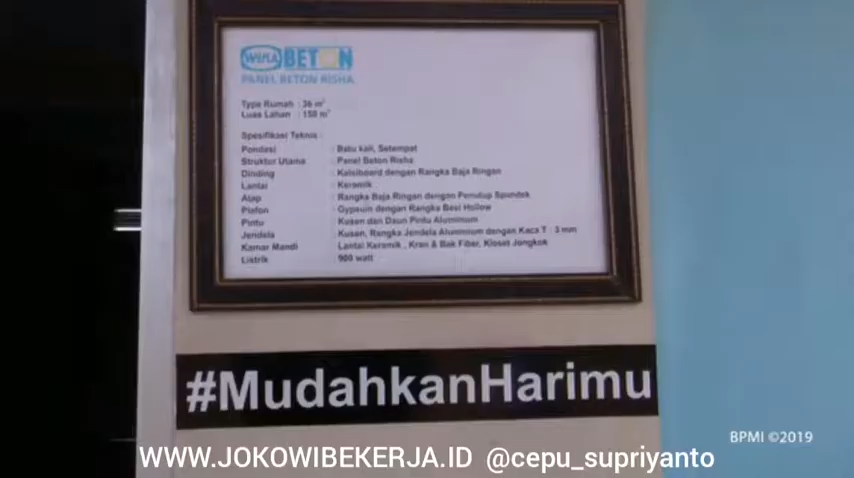 WIKA BETON
PANEL BETON RISHA
Type Rumah : 36 m²
Luas Lahan : 150 m²
Spesifikasi Teknis :
Pondasi : Batu kali, Setempat
Struktur Utama : Panel Beton Risha
Dinding : Kalsiboard dengan Rangka Baja Ringan
Lantai : Keramik
Atap : Rangka Baja Ringan dengan Penutup Spandek
Plafon : Gypsum dengan Rangka Besi Hollow
Pintu : Kusen dan Daun Pintu Aluminium
Jendela : Kusen, Rangka Jendela Aluminium dengan Kaca T : 3 mm
Kamar Mandi : Lantai Keramik , Kran & Bak Fiber, Kloset Jongkok
Listrik : 900 watt
#MudahkanHarimu
BPMI ©2019
WWW.JOKOWIBEKERJA.ID @cepu_supriyanto